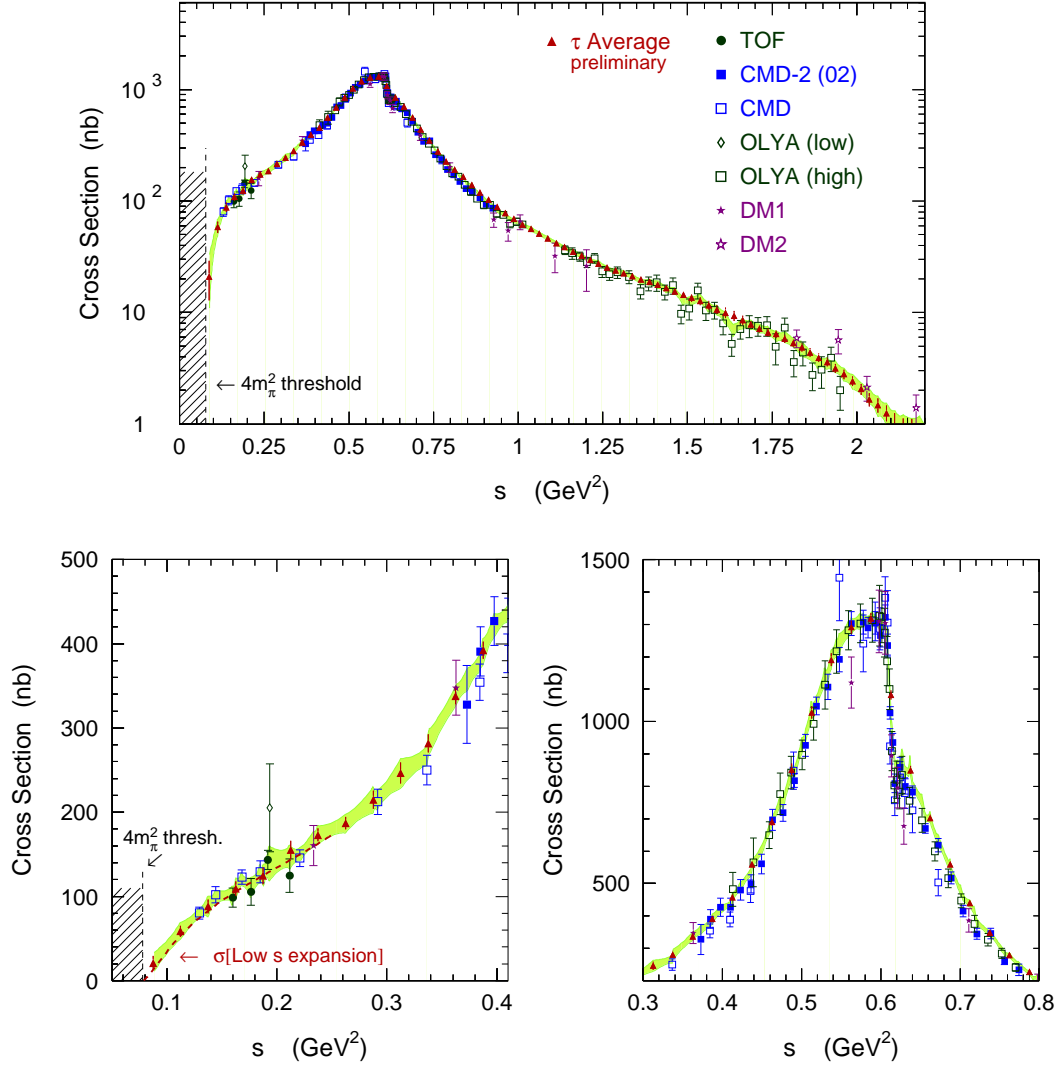 τ Average
preliminary
TOF
CMD-2 (02)
CMD
OLYA (low)
OLYA (high)
DM1
DM2
Cross Section (nb)
10³
10²
10
1
← 4m²π threshold
0 0.25 0.5 0.75 1 1.25 1.5 1.75 2
s (GeV²)
Cross Section (nb)
500
400
300
200
100
0
4m²π thresh.
← σ[Low s expansion]
0.1 0.2 0.3 0.4
s (GeV²)
Cross Section (nb)
1500
1000
500
0.3 0.4 0.5 0.6 0.7 0.8
s (GeV²)